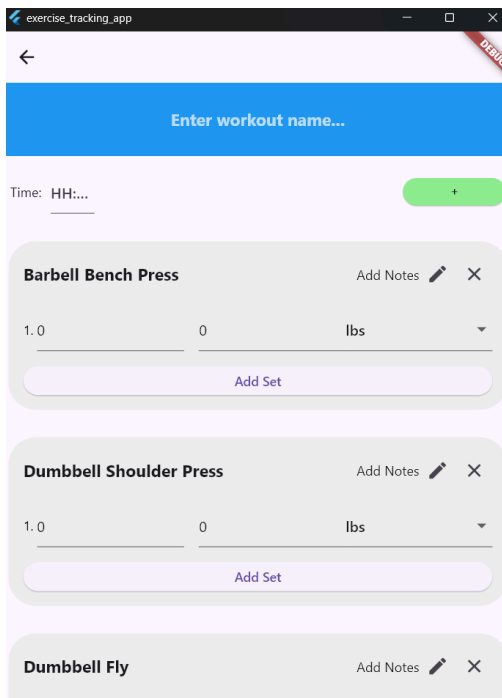 exercise_tracking_app
DEBUG
Enter workout name...
Time: HH:... +
Barbell Bench Press Add Notes
1. 0 0 lbs
Add Set
Dumbbell Shoulder Press Add Notes
1. 0 0 lbs
Add Set
Dumbbell Fly Add Notes